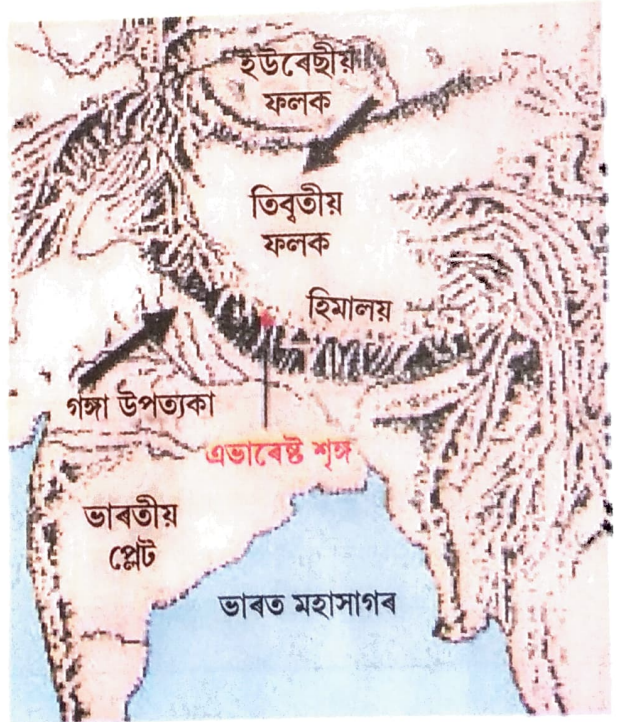 ইউৰেছীয়
ফলক
তিব্বতীয়
ফলক
হিমালয়
গঙ্গা উপত্যকা
এভাৰেষ্ট শৃঙ্গ
ভাৰতীয়
প্লেট
ভাৰত মহাসাগৰ